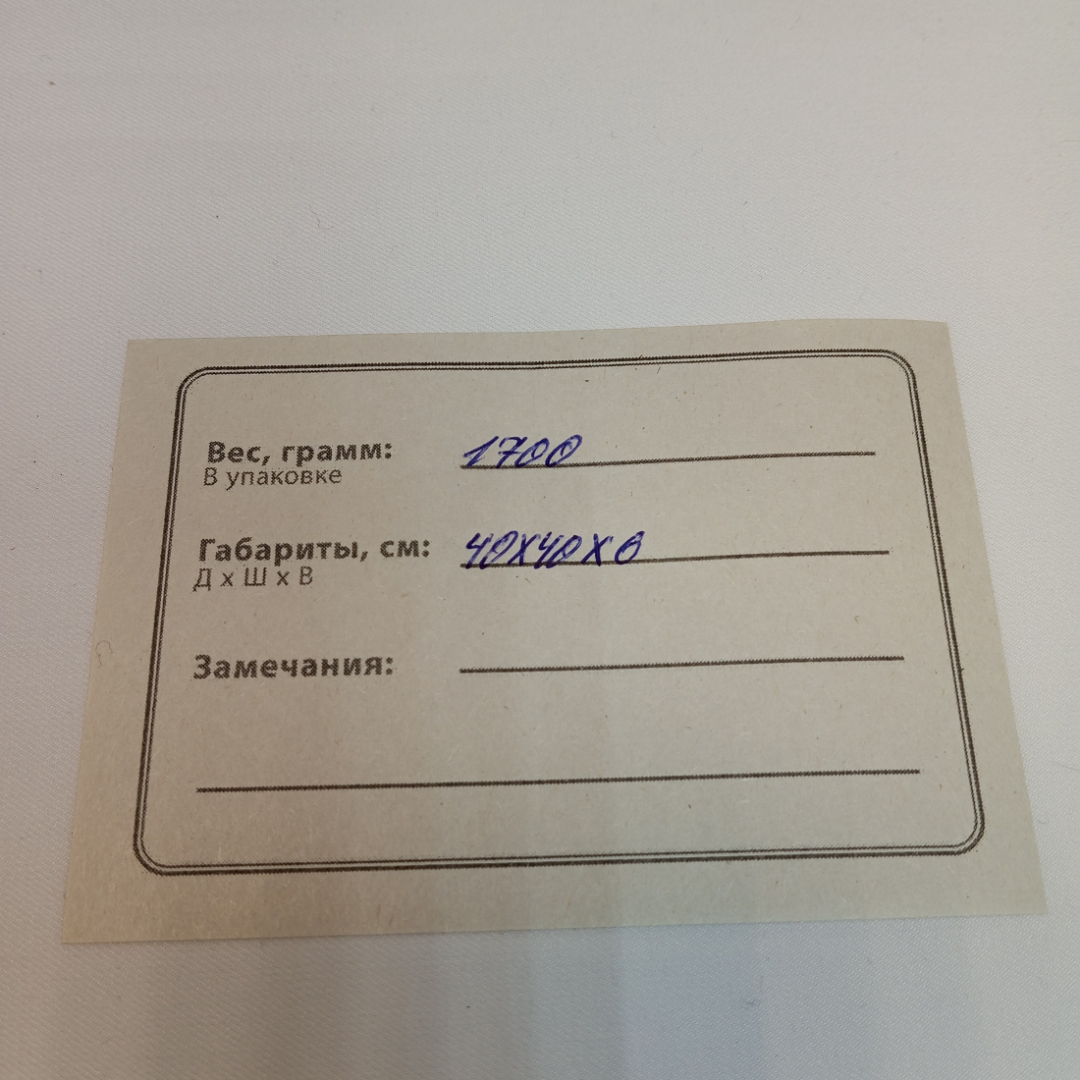 Вес, грамм: 1700
В упаковке
Габариты, см: 40х40х6
Д х Ш х В
Замечания: